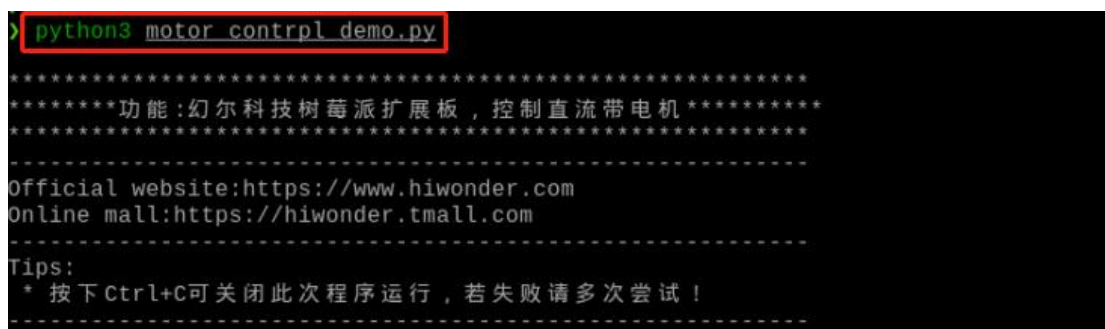 ❯ python3 motor_contrpl_demo.py
**********************************************************
********功能:幻尔科技树莓派扩展板，控制直流带电机**********
**********************************************************
----------------------------------------------------------
Official website:https://www.hiwonder.com
Online mall:https://hiwonder.tmall.com
----------------------------------------------------------
Tips:
 * 按下Ctrl+C可关闭此次程序运行，若失败请多次尝试！
----------------------------------------------------------